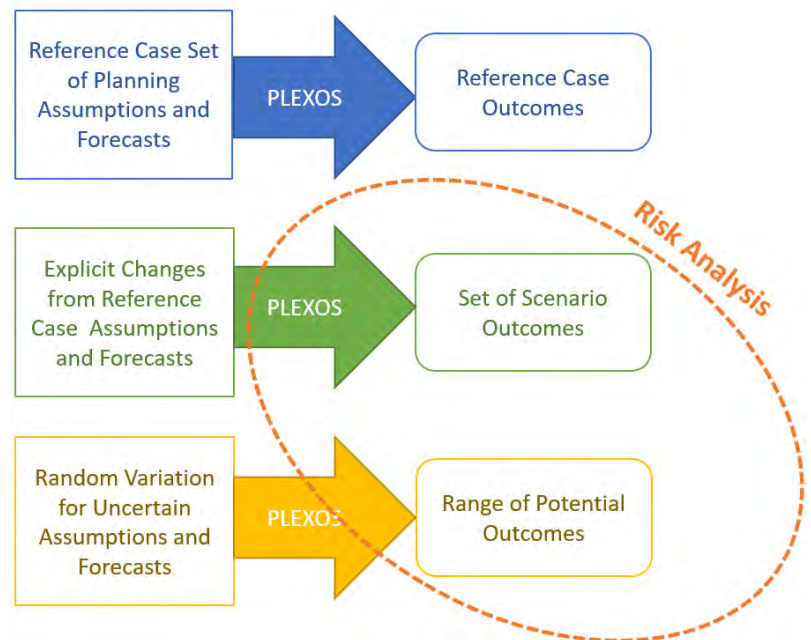 Reference Case Set
of Planning
Assumptions and
Forecasts
PLEXOS
Reference Case
Outcomes
Risk Analysis
Explicit Changes
from Reference
Case Assumptions
and Forecasts
PLEXOS
Set of Scenario
Outcomes
Random Variation
for Uncertain
Assumptions and
Forecasts
PLEXOS
Range of Potential
Outcomes